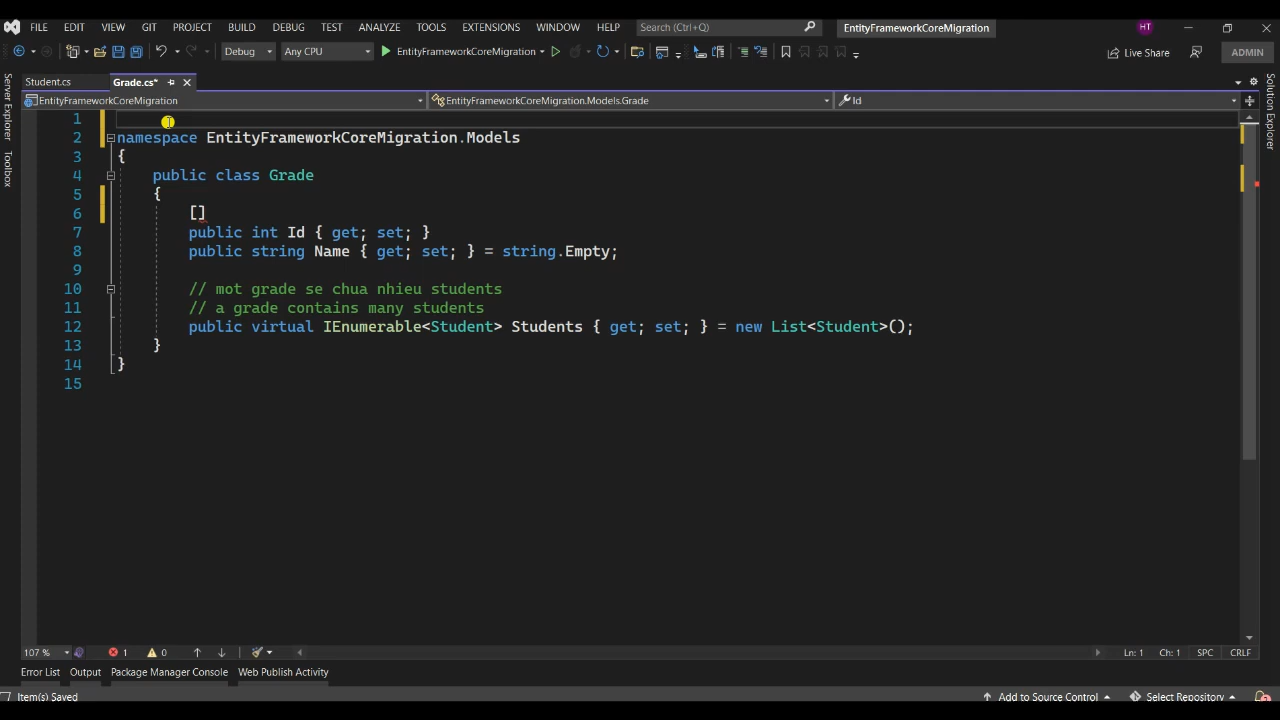 FILE EDIT VIEW GIT PROJECT BUILD DEBUG TEST ANALYZE TOOLS EXTENSIONS WINDOW HELP Search (Ctrl+Q) EntityFrameworkCoreMigration HT
Debug Any CPU EntityFrameworkCoreMigration Live Share ADMIN
Server Explorer
Toolbox
Solution Explorer
Student.cs Grade.cs*
EntityFrameworkCoreMigration EntityFrameworkCoreMigration.Models.Grade Id
1
2 namespace EntityFrameworkCoreMigration.Models
3 {
4 public class Grade
5 {
6 []
7 public int Id { get; set; }
8 public string Name { get; set; } = string.Empty;
9
10 // mot grade se chua nhieu students
11 // a grade contains many students
12 public virtual IEnumerable<Student> Students { get; set; } = new List<Student>();
13 }
14 }
15
107 % 1 0 Ln: 1 Ch: 1 SPC CRLF
Error List Output Package Manager Console Web Publish Activity
Item(s) Saved Add to Source Control Select Repository